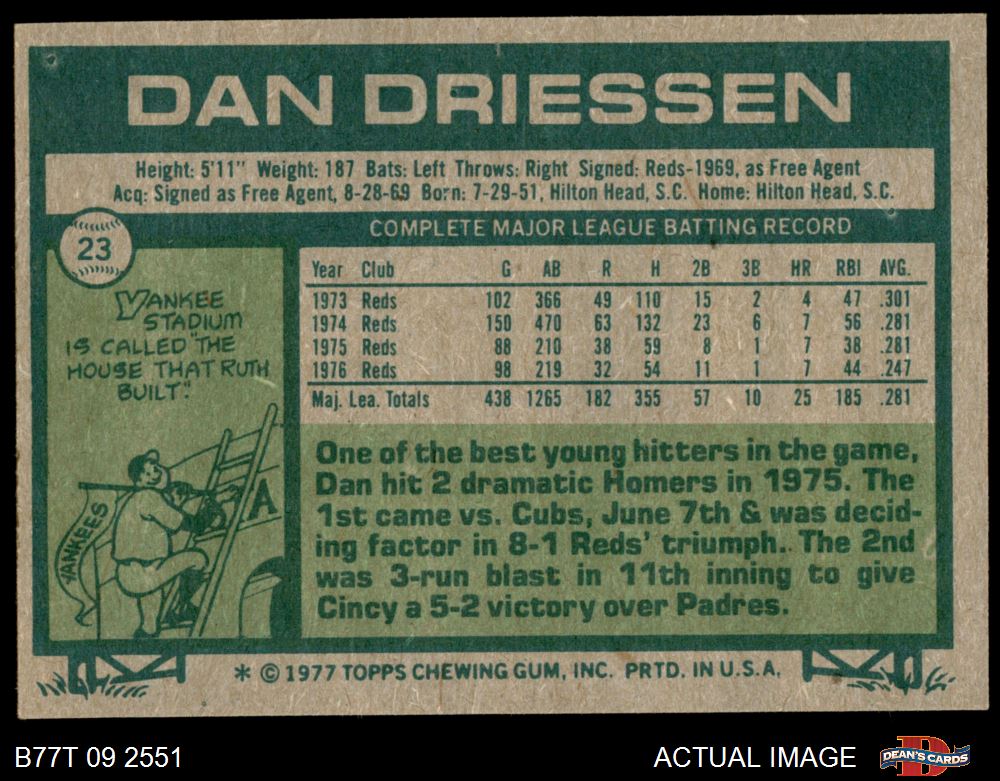 DAN DRIESSEN
Height: 5'11" Weight: 187 Bats: Left Throws: Right Signed: Reds-1969, as Free Agent
Acq: Signed as Free Agent, 8-28-69 Born: 7-29-51, Hilton Head, S.C. Home: Hilton Head, S.C.
23
COMPLETE MAJOR LEAGUE BATTING RECORD
Year Club G AB R H 2B 3B HR RBI AVG.
1973 Reds 102 366 49 110 15 2 4 47 .301
1974 Reds 150 470 63 132 23 6 7 56 .281
1975 Reds 88 210 38 59 8 1 7 38 .281
1976 Reds 98 219 32 54 11 1 7 44 .247
Maj. Lea. Totals 438 1265 182 355 57 10 25 185 .281
YANKEE
STADIUM
IS CALLED "THE
HOUSE THAT RUTH
BUILT."
YANKEES
A
One of the best young hitters in the game,
Dan hit 2 dramatic Homers in 1975. The
1st came vs. Cubs, June 7th & was decid-
ing factor in 8-1 Reds' triumph. The 2nd
was 3-run blast in 11th inning to give
Cincy a 5-2 victory over Padres.
* © 1977 TOPPS CHEWING GUM, INC. PRTD. IN U.S.A.
B77T 09 2551
ACTUAL IMAGE
DEAN'S CARDS